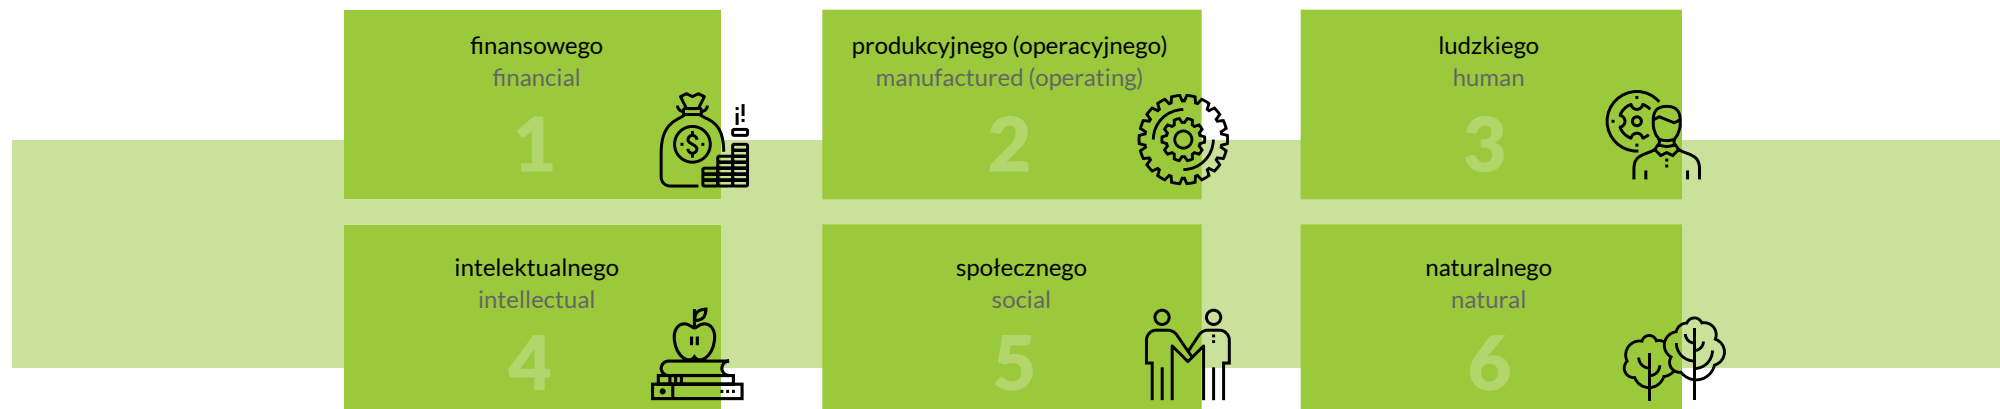 finansowego
financial
1
produkcyjnego (operacyjnego)
manufactured (operating)
2
ludzkiego
human
3
intelektualnego
intellectual
4
społecznego
social
5
naturalnego
natural
6